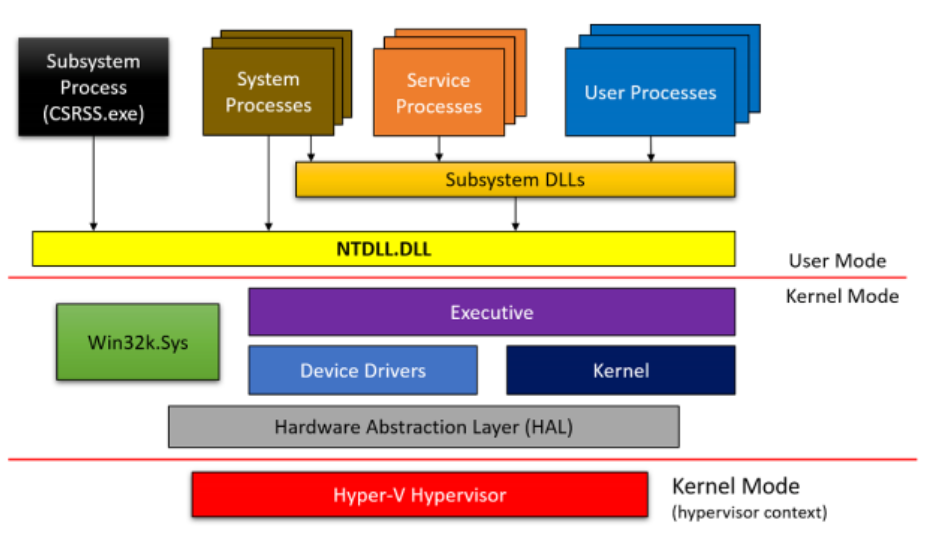 Subsystem
Process
(CSRSS.exe)
System
Processes
Service
Processes
User Processes
Subsystem DLLs
NTDLL.DLL
User Mode
Kernel Mode
Executive
Win32k.Sys
Device Drivers
Kernel
Hardware Abstraction Layer (HAL)
Hyper-V Hypervisor
Kernel Mode
(hypervisor context)